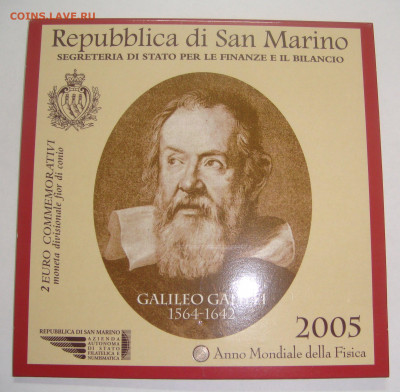 COINS.LAVE.RU
Repubblica di San Marino
SEGRETERIA DI STATO PER LE FINANZE E IL BILANCIO
2 EURO COMMEMORATIVI
moneta divisionale fior di conio
GALILEO GALILEI
1564-1642
REPUBBLICA DI SAN MARINO
AZIENDA
AUTONOMA
DI STATO
FILATELICA E
NUMISMATICA
2005
Anno Mondiale della Fisica